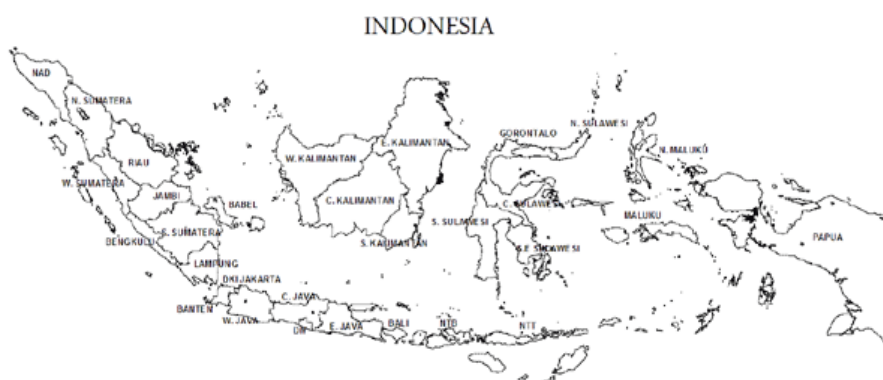 INDONESIA
NAD
N. SUMATERA
RIAU
W. SUMATERA
JAMBI
BABEL
S. SUMATERA
BENGKULU
LAMPUNG
DKI JAKARTA
BANTEN
W. JAVA
C. JAVA
E. JAVA
BALI
NTB
NTT
W. KALIMANTAN
E. KALIMANTAN
C. KALIMANTAN
S. KALIMANTAN
GORONTALO
N. SULAWESI
C. SULAWESI
S. SULAWESI
S.E SULAWESI
N. MALUKU
MALUKU
PAPUA